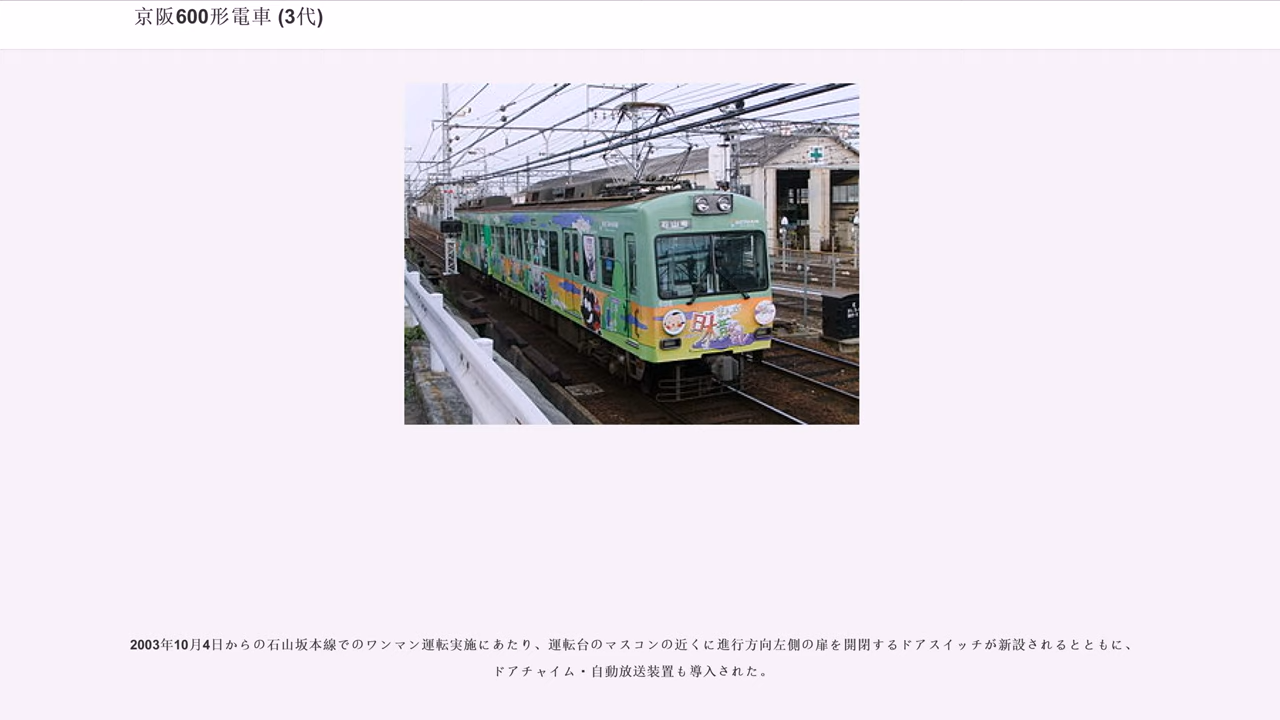 京阪600形電車 (3代)
2003年10月4日からの石山坂本線でのワンマン運転実施にあたり、運転台のマスコンの近くに進行方向左側の扉を開閉するドアスイッチが新設されるとともに、
ドアチャイム・自動放送装置も導入された。